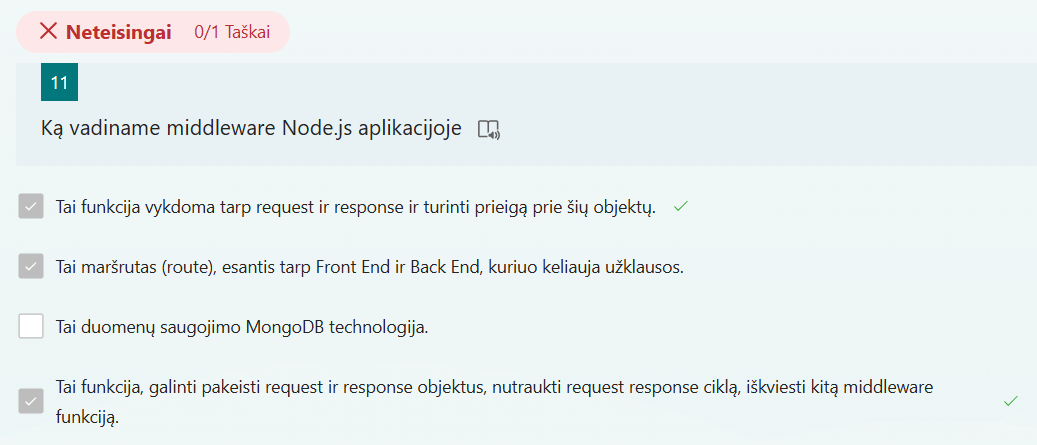 Neteisingai 0/1 Taškai
11
Ką vadiname middleware Node.js aplikacijoje
Tai funkcija vykdoma tarp request ir response ir turinti prieigą prie šių objektų.
Tai maršrutas (route), esantis tarp Front End ir Back End, kuriuo keliauja užklausos.
Tai duomenų saugojimo MongoDB technologija.
Tai funkcija, galinti pakeisti request ir response objektus, nutraukti request response ciklą, iškviesti kitą middleware
funkciją.